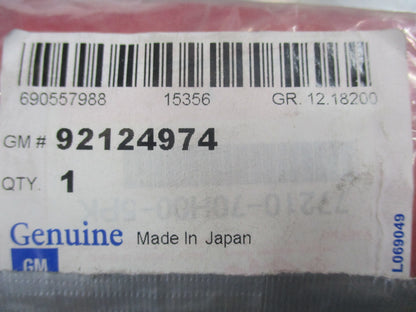 690557988 15356 GR. 12.18200
GM # 92124974
QTY. 1
Genuine Made In Japan
GM
L069049